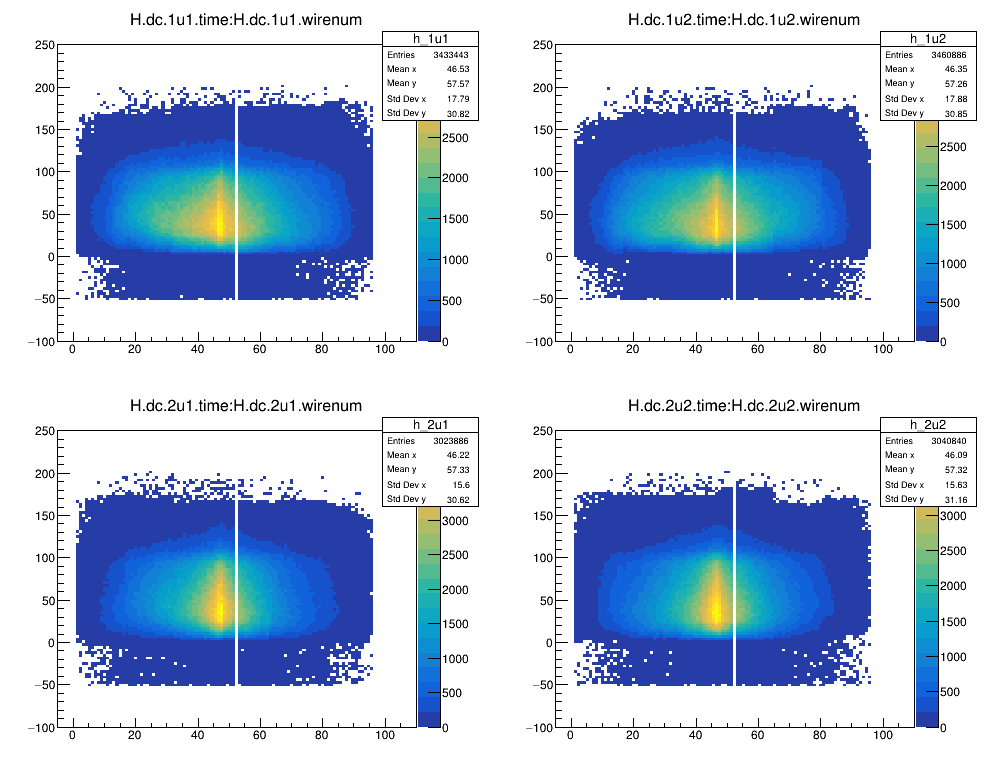 H.dc.1u1.time:H.dc.1u1.wirenum
h_1u1
Entries 3433443
Mean x 46.53
Mean y 57.57
Std Dev x 17.79
Std Dev y 30.82
250
200
150
100
50
0
−50
−100
0 20 40 60 80 100
2500
2000
1500
1000
500
0
H.dc.1u2.time:H.dc.1u2.wirenum
h_1u2
Entries 3460886
Mean x 46.35
Mean y 57.26
Std Dev x 17.88
Std Dev y 30.85
250
200
150
100
50
0
−50
−100
0 20 40 60 80 100
2500
2000
1500
1000
500
0
H.dc.2u1.time:H.dc.2u1.wirenum
h_2u1
Entries 3023886
Mean x 46.22
Mean y 57.33
Std Dev x 15.6
Std Dev y 30.62
250
200
150
100
50
0
−50
−100
0 20 40 60 80 100
3000
2500
2000
1500
1000
500
0
H.dc.2u2.time:H.dc.2u2.wirenum
h_2u2
Entries 3040840
Mean x 46.09
Mean y 57.32
Std Dev x 15.63
Std Dev y 31.16
250
200
150
100
50
0
−50
−100
0 20 40 60 80 100
3000
2500
2000
1500
1000
500
0